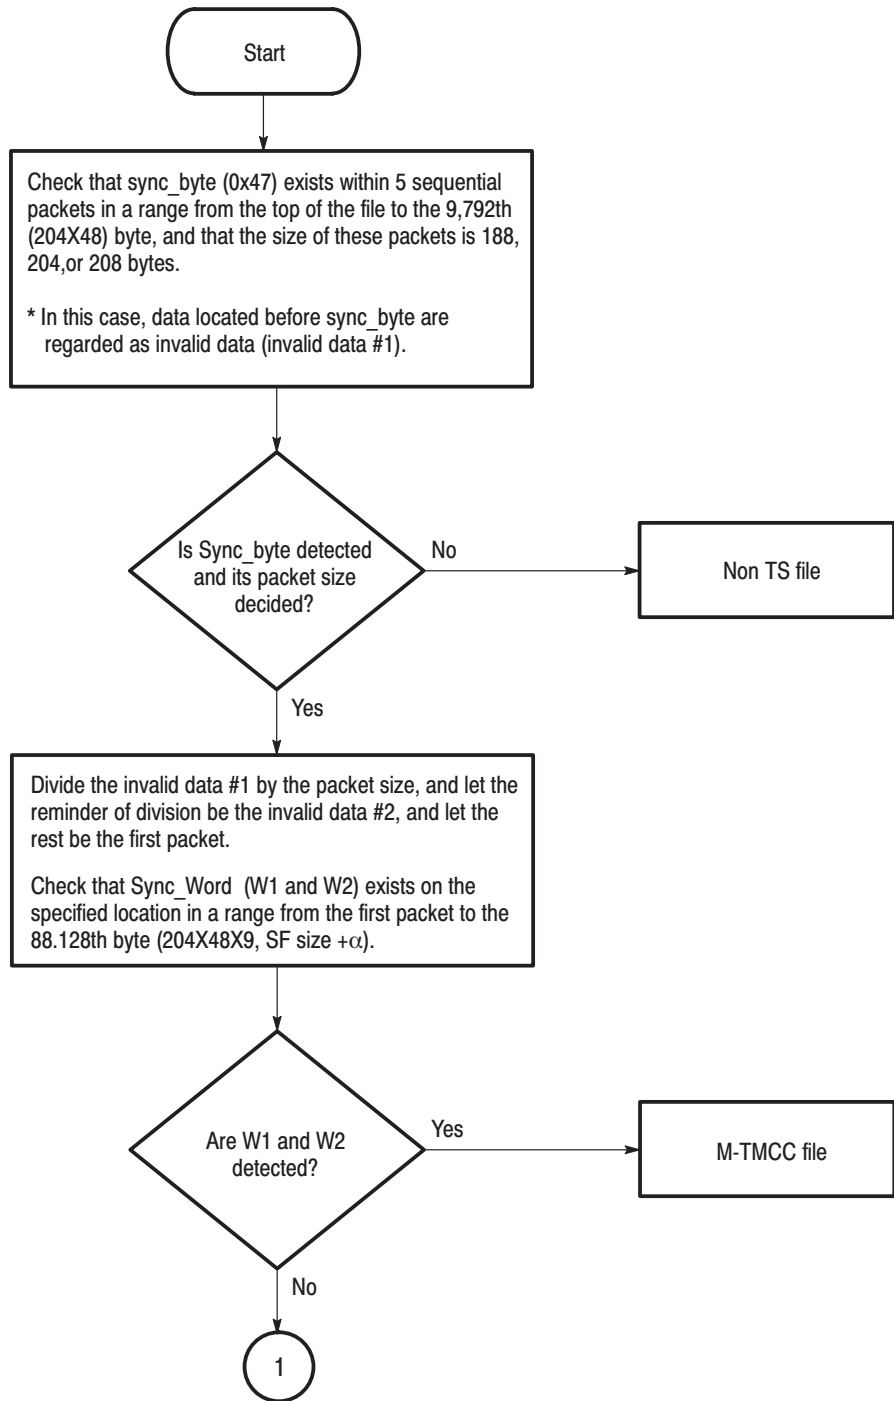 Start
Check that sync_byte (0x47) exists within 5 sequential
packets in a range from the top of the file to the 9,792th
(204X48) byte, and that the size of these packets is 188,
204,or 208 bytes.
* In this case, data located before sync_byte are
regarded as invalid data (invalid data #1).
Is Sync_byte detected
and its packet size
decided?
No
Non TS file
Yes
Divide the invalid data #1 by the packet size, and let the
reminder of division be the invalid data #2, and let the
rest be the first packet.
Check that Sync_Word (W1 and W2) exists on the
specified location in a range from the first packet to the
88.128th byte (204X48X9, SF size +α).
Are W1 and W2
detected?
Yes
M-TMCC file
No
1